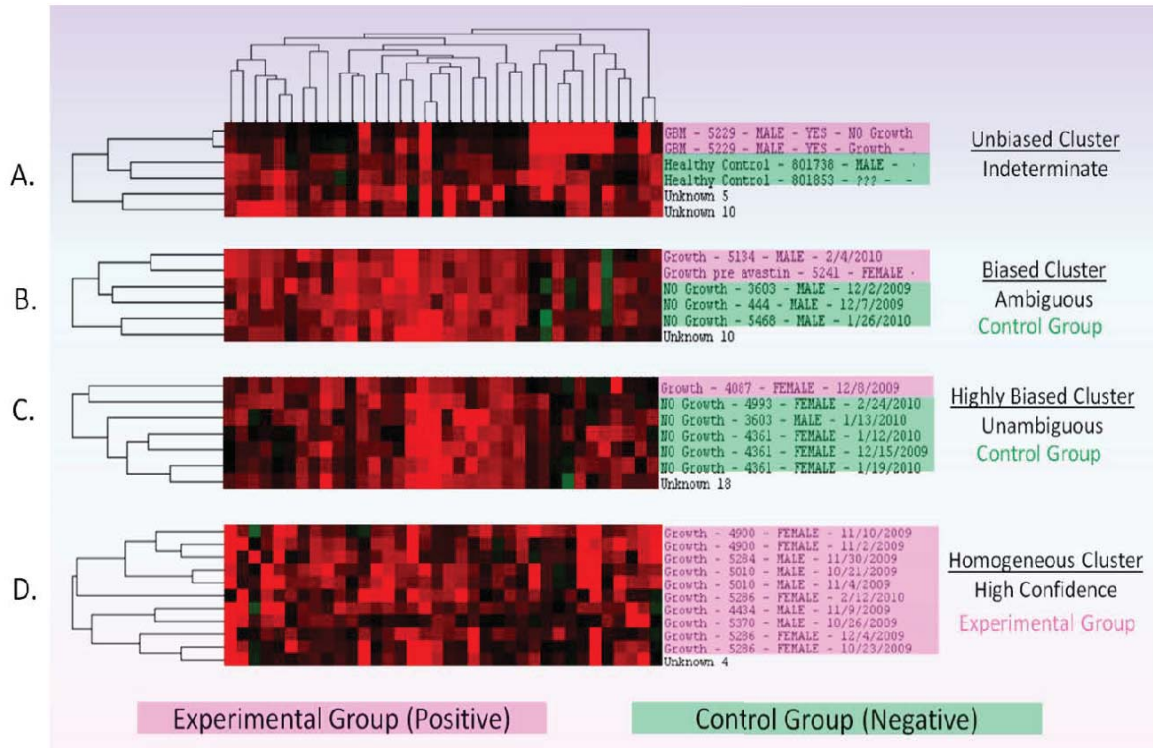 A.
GBM - 5229 - MALE - YES - NO Growth
GBM - 5229 - MALE - YES - Growth -
Healthy Control - 801738 - MALE -
Healthy Control - 801853 - ??? - -
Unknown 5
Unknown 10
Unbiased Cluster
Indeterminate
B.
Growth - 5134 - MALE - 2/4/2010
Growth pre avastin - 5241 - FEMALE -
NO Growth - 3603 - MALE - 12/2/2009
NO Growth - 444 - MALE - 12/7/2009
NO Growth - 5468 - MALE - 1/26/2010
Unknown 10
Biased Cluster
Ambiguous
Control Group
C.
Growth - 4087 - FEMALE - 12/8/2009
NO Growth - 4993 - FEMALE - 2/24/2010
NO Growth - 3603 - MALE - 1/13/2010
NO Growth - 4361 - FEMALE - 1/12/2010
NO Growth - 4361 - FEMALE - 12/15/2009
NO Growth - 4361 - FEMALE - 1/19/2010
Unknown 18
Highly Biased Cluster
Unambiguous
Control Group
D.
Growth - 4900 - FEMALE - 11/10/2009
Growth - 4900 - FEMALE - 11/2/2009
Growth - 5284 - MALE - 11/30/2009
Growth - 5010 - MALE - 10/21/2009
Growth - 5010 - MALE - 11/4/2009
Growth - 5286 - FEMALE - 2/12/2010
Growth - 4434 - MALE - 11/9/2009
Growth - 5370 - MALE - 10/26/2009
Growth - 5286 - FEMALE - 12/4/2009
Growth - 5286 - FEMALE - 10/23/2009
Unknown 4
Homogeneous Cluster
High Confidence
Experimental Group
Experimental Group (Positive)
Control Group (Negative)